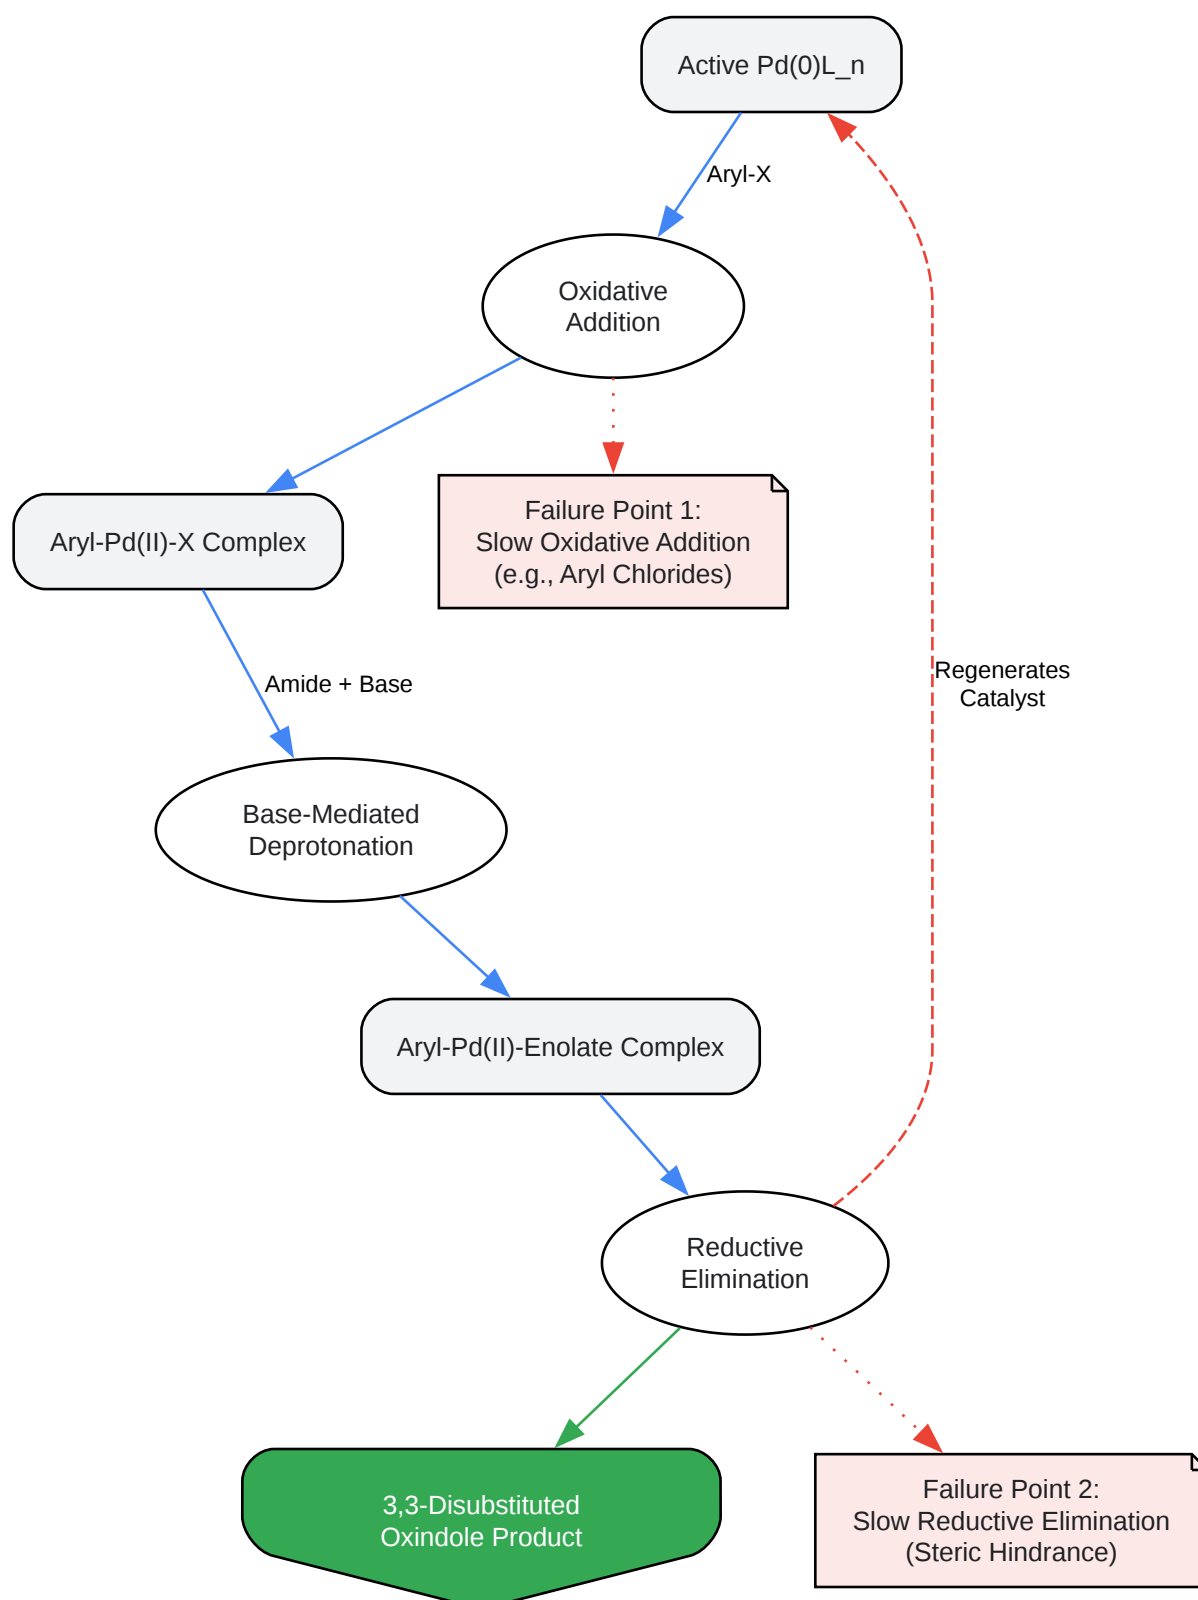 Active Pd(0)L_n
Aryl-X
Oxidative
Addition
Failure Point 1:
Slow Oxidative Addition
(e.g., Aryl Chlorides)
Aryl-Pd(II)-X Complex
Regenerates
Catalyst
Amide + Base
Base-Mediated
Deprotonation
Aryl-Pd(II)-Enolate Complex
Reductive
Elimination
3,3-Disubstituted
Oxindole Product
Failure Point 2:
Slow Reductive Elimination
(Steric Hindrance)